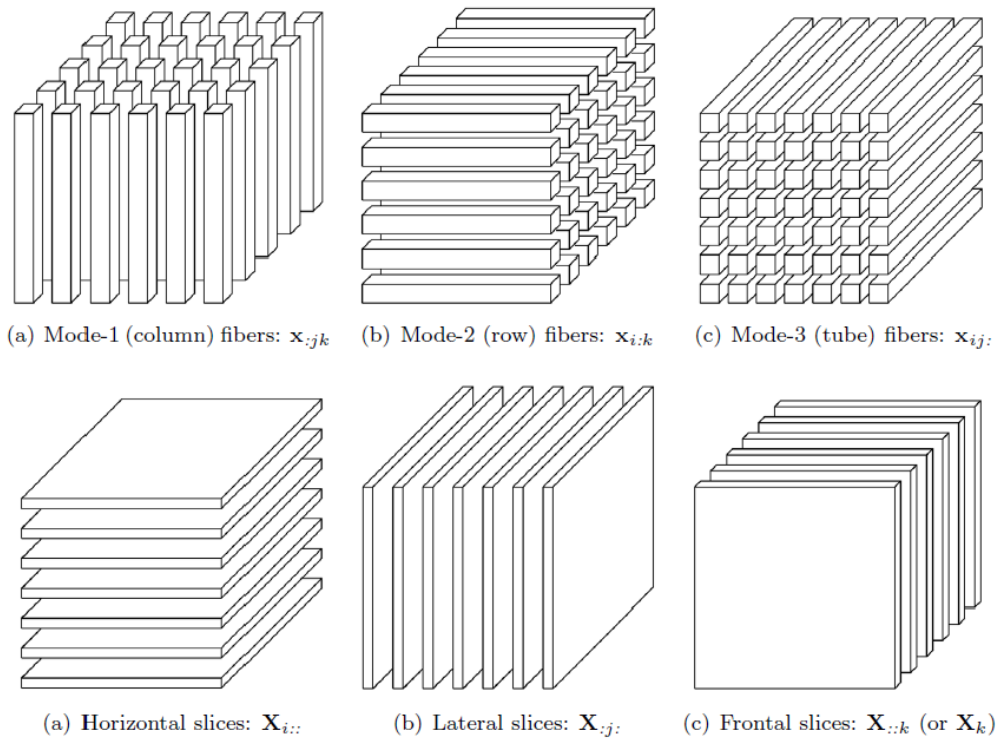 (a) Mode-1 (column) fibers: x:jk
(b) Mode-2 (row) fibers: xi:k
(c) Mode-3 (tube) fibers: xij:
(a) Horizontal slices: Xi::
(b) Lateral slices: X:j:
(c) Frontal slices: X::k (or Xk)